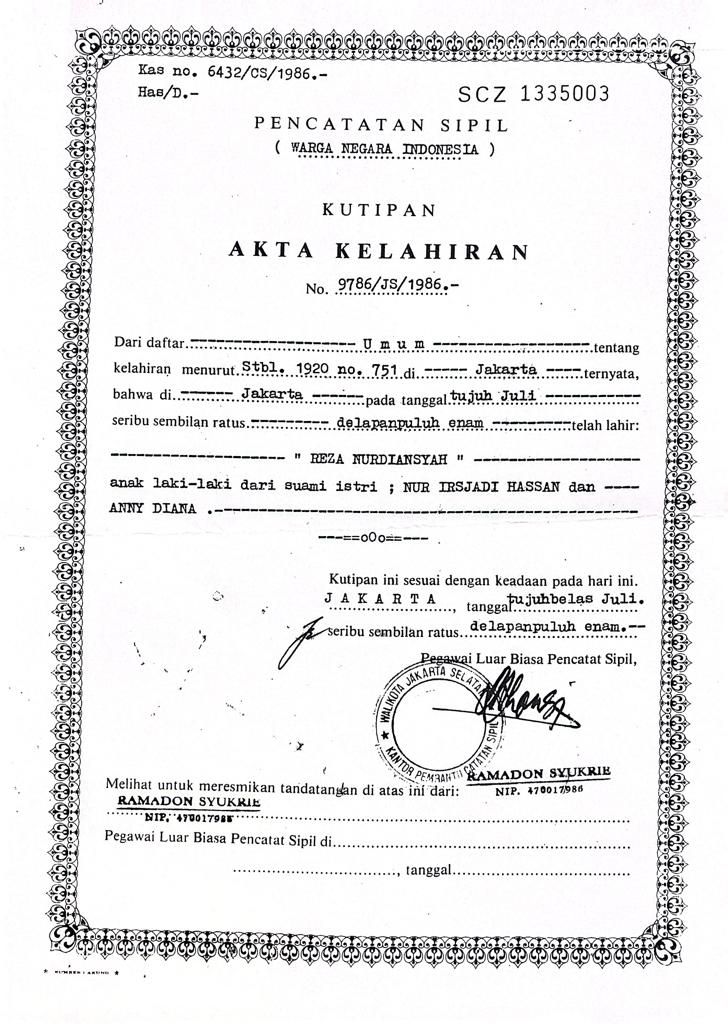 Kas no. 6432/CS/1986.-
Has/D.-
SCZ 1335003
PENCATATAN SIPIL
( WARGA NEGARA INDONESIA )
KUTIPAN
AKTA KELAHIRAN
No. 9786/JS/1986.-
Dari daftar. Umum tentang
kelahiran menurut. Stbl. 1920 no. 751 di. Jakarta ternyata,
bahwa di. Jakarta pada tanggal. tujuh Juli
seribu sembilan ratus. delapanpuluh enam telah lahir:
" REZA NURDIANSYAH "
anak laki-laki dari suami istri ; NUR IRSJADI HASSAN dan
ANNY DIANA .-
---==oOo==---
Kutipan ini sesuai dengan keadaan pada hari ini.
JAKARTA, tanggal. tujuhbelas Juli.
seribu sembilan ratus. delapanpuluh enam.--
Pegawai Luar Biasa Pencatat Sipil,
★ WALIKOTA JAKARTA SELATAN
KANTOR PEMBANTU CATATAN SIPIL
RAMADON SYUKRIE
NIP. 470017986
Melihat untuk meresmikan tandatangan di atas ini dari:
RAMADON SYUKRIE
NIP. 470017986
Pegawai Luar Biasa Pencatat Sipil di
, tanggal